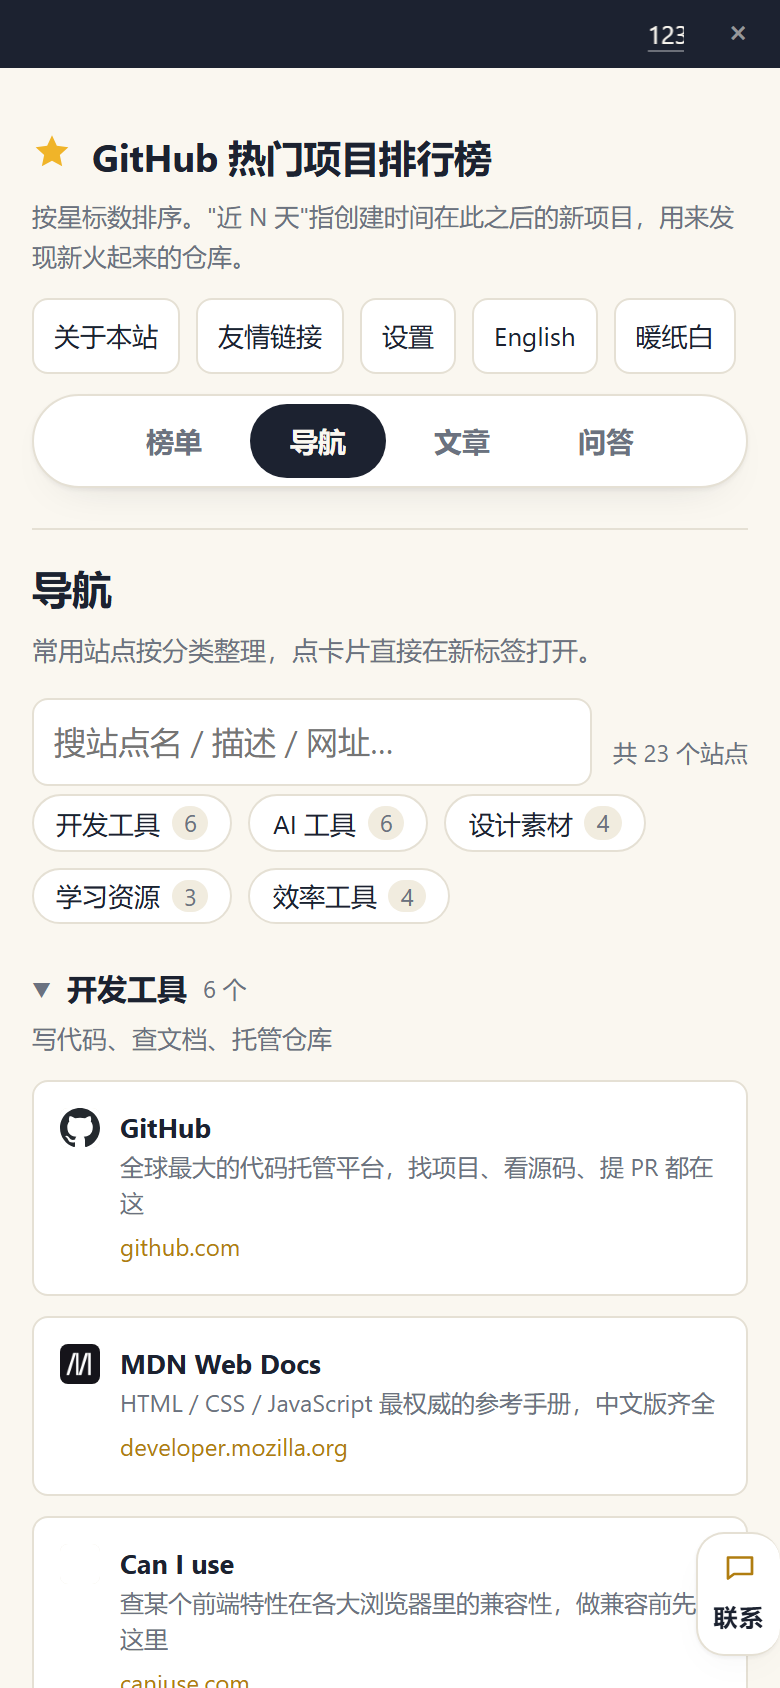 123 ×
GitHub 热门项目排行榜
按星标数排序。"近 N 天"指创建时间在此之后的新项目，用来发
现新火起来的仓库。
关于本站 友情链接 设置 English 暖纸白
榜单 导航 文章 问答
导航
常用站点按分类整理，点卡片直接在新标签打开。
搜站点名 / 描述 / 网址... 共 23 个站点
开发工具 6 AI 工具 6 设计素材 4
学习资源 3 效率工具 4
▼ 开发工具 6 个
写代码、查文档、托管仓库
GitHub
全球最大的代码托管平台，找项目、看源码、提 PR 都在
这
github.com
MDN Web Docs
HTML / CSS / JavaScript 最权威的参考手册，中文版齐全
developer.mozilla.org
Can I use
查某个前端特性在各大浏览器里的兼容性，做兼容前先
这里
caniuse.com
联系